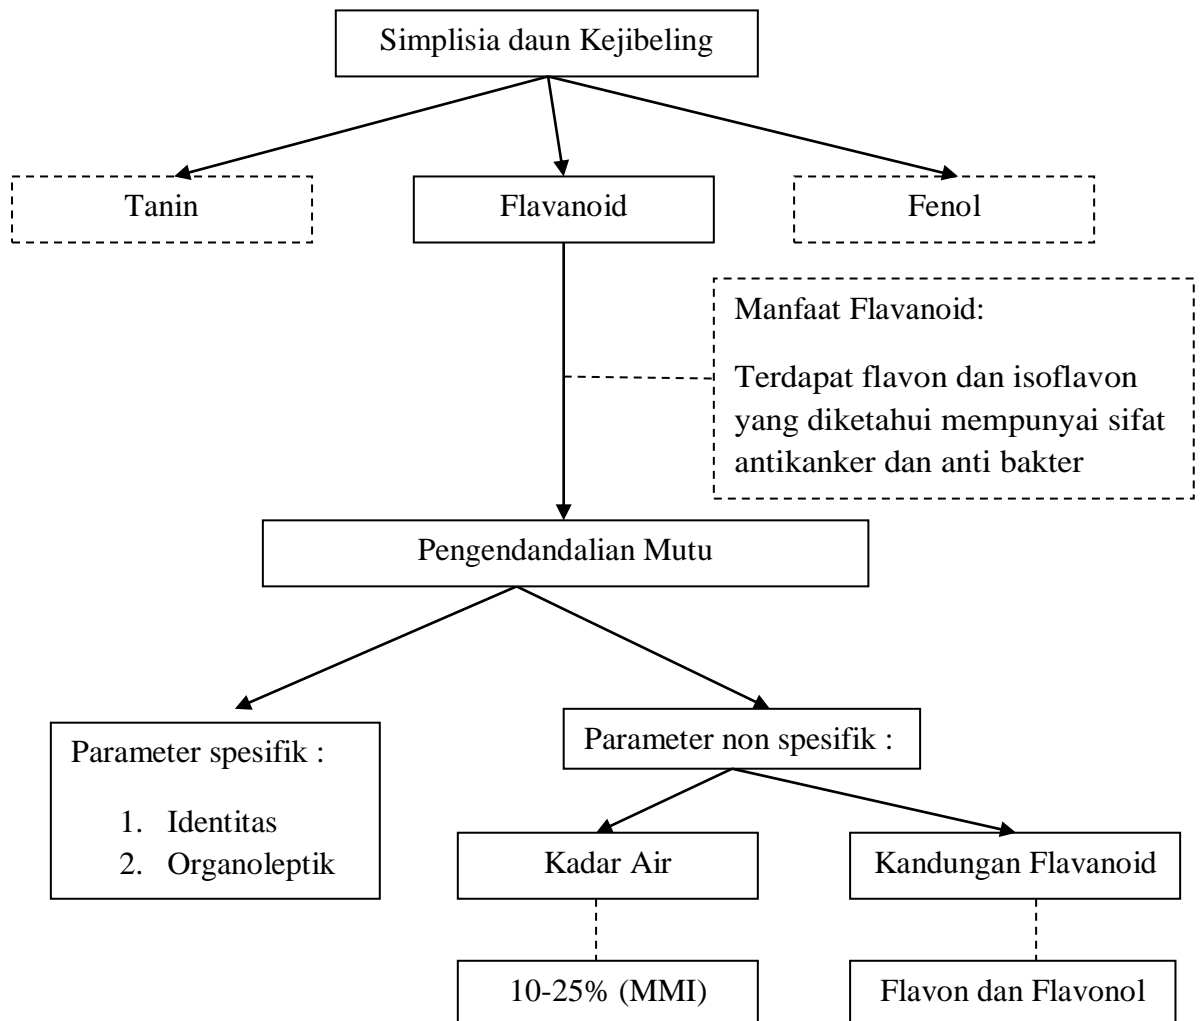 Simplisia daun Kejibeling
Tanin
Flavanoid
Fenol
Manfaat Flavanoid:
Terdapat flavon dan isoflavon
yang diketahui mempunyai sifat
antikanker dan anti bakter
Pengendandalian Mutu
Parameter spesifik :
1. Identitas
2. Organoleptik
Parameter non spesifik :
Kadar Air
Kandungan Flavanoid
10-25% (MMI)
Flavon dan Flavonol